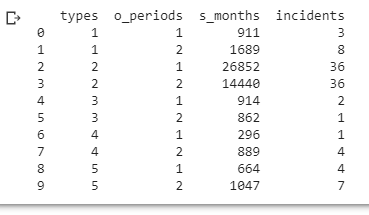 types o_periods s_months incidents
0 1 1 911 3
1 1 2 1689 8
2 2 1 26852 36
3 2 2 14440 36
4 3 1 914 2
5 3 2 862 1
6 4 1 296 1
7 4 2 889 4
8 5 1 664 4
9 5 2 1047 7